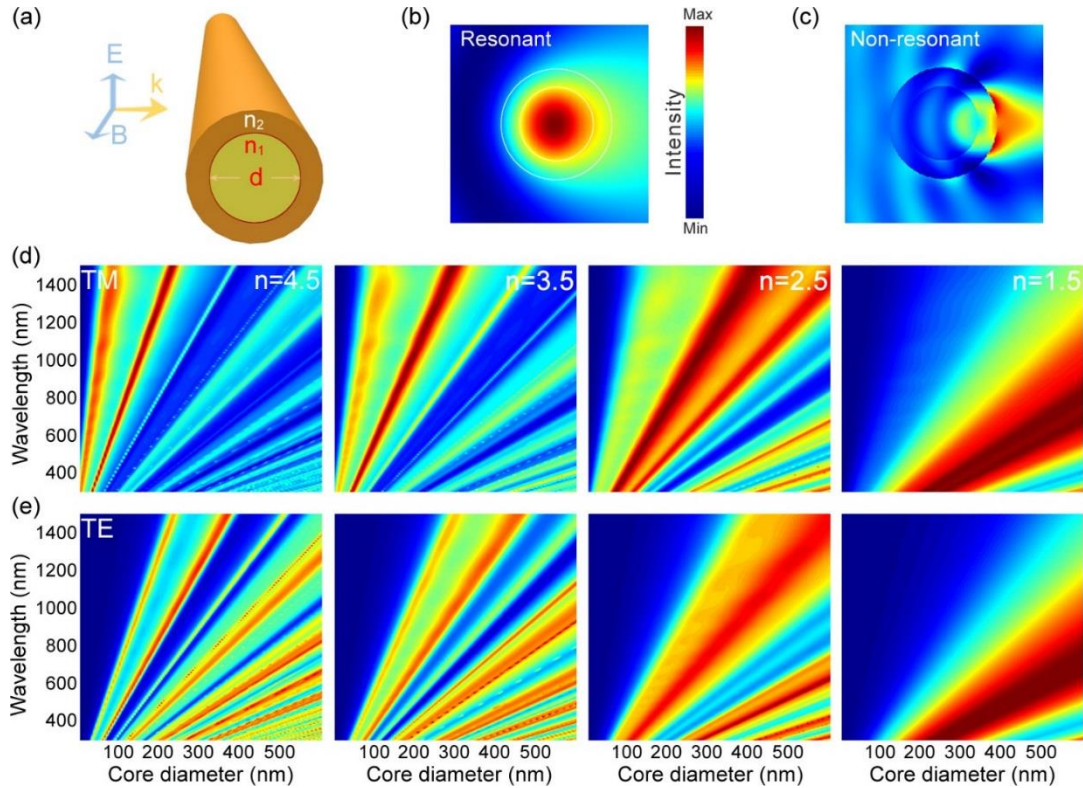 (a)
E
k
B
n2
n1
d
(b)
Resonant
Max
Intensity
Min
(c)
Non-resonant
(d)
TM
n=4.5
n=3.5
n=2.5
n=1.5
1400
1200
1000
800
600
400
Wavelength (nm)
(e)
TE
1400
1200
1000
800
600
400
Wavelength (nm)
100 200 300 400 500
100 200 300 400 500
100 200 300 400 500
100 200 300 400 500
Core diameter (nm)
Core diameter (nm)
Core diameter (nm)
Core diameter (nm)